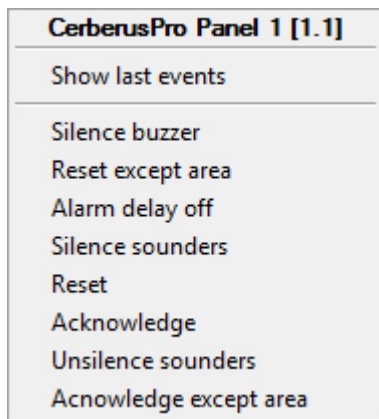 CerberusPro Panel 1 [1.1]
Show last events
Silence buzzer
Reset except area
Alarm delay off
Silence sounders
Reset
Acknowledge
Unsilence sounders
Acnowledge except area